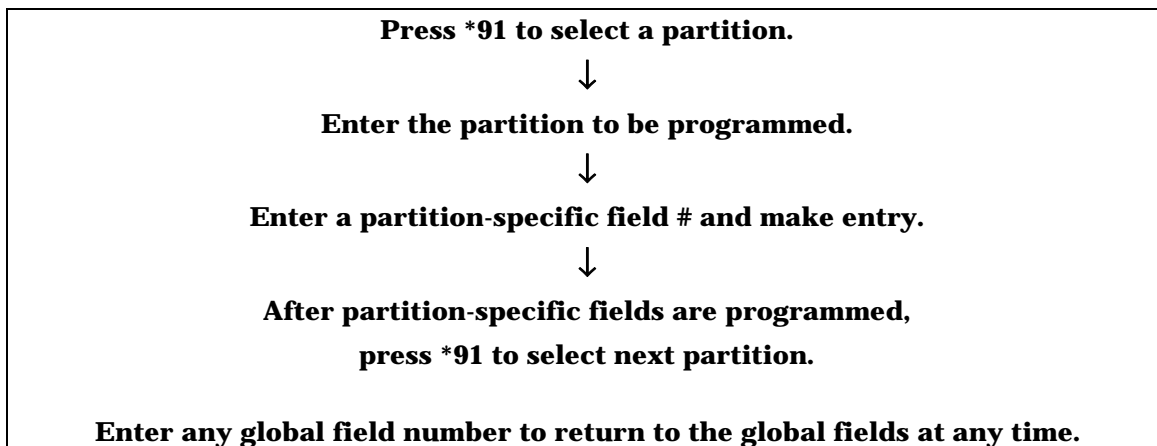 Press *91 to select a partition.
↓
Enter the partition to be programmed.
↓
Enter a partition-specific field # and make entry.
↓
After partition-specific fields are programmed,
press *91 to select next partition.
Enter any global field number to return to the global fields at any time.